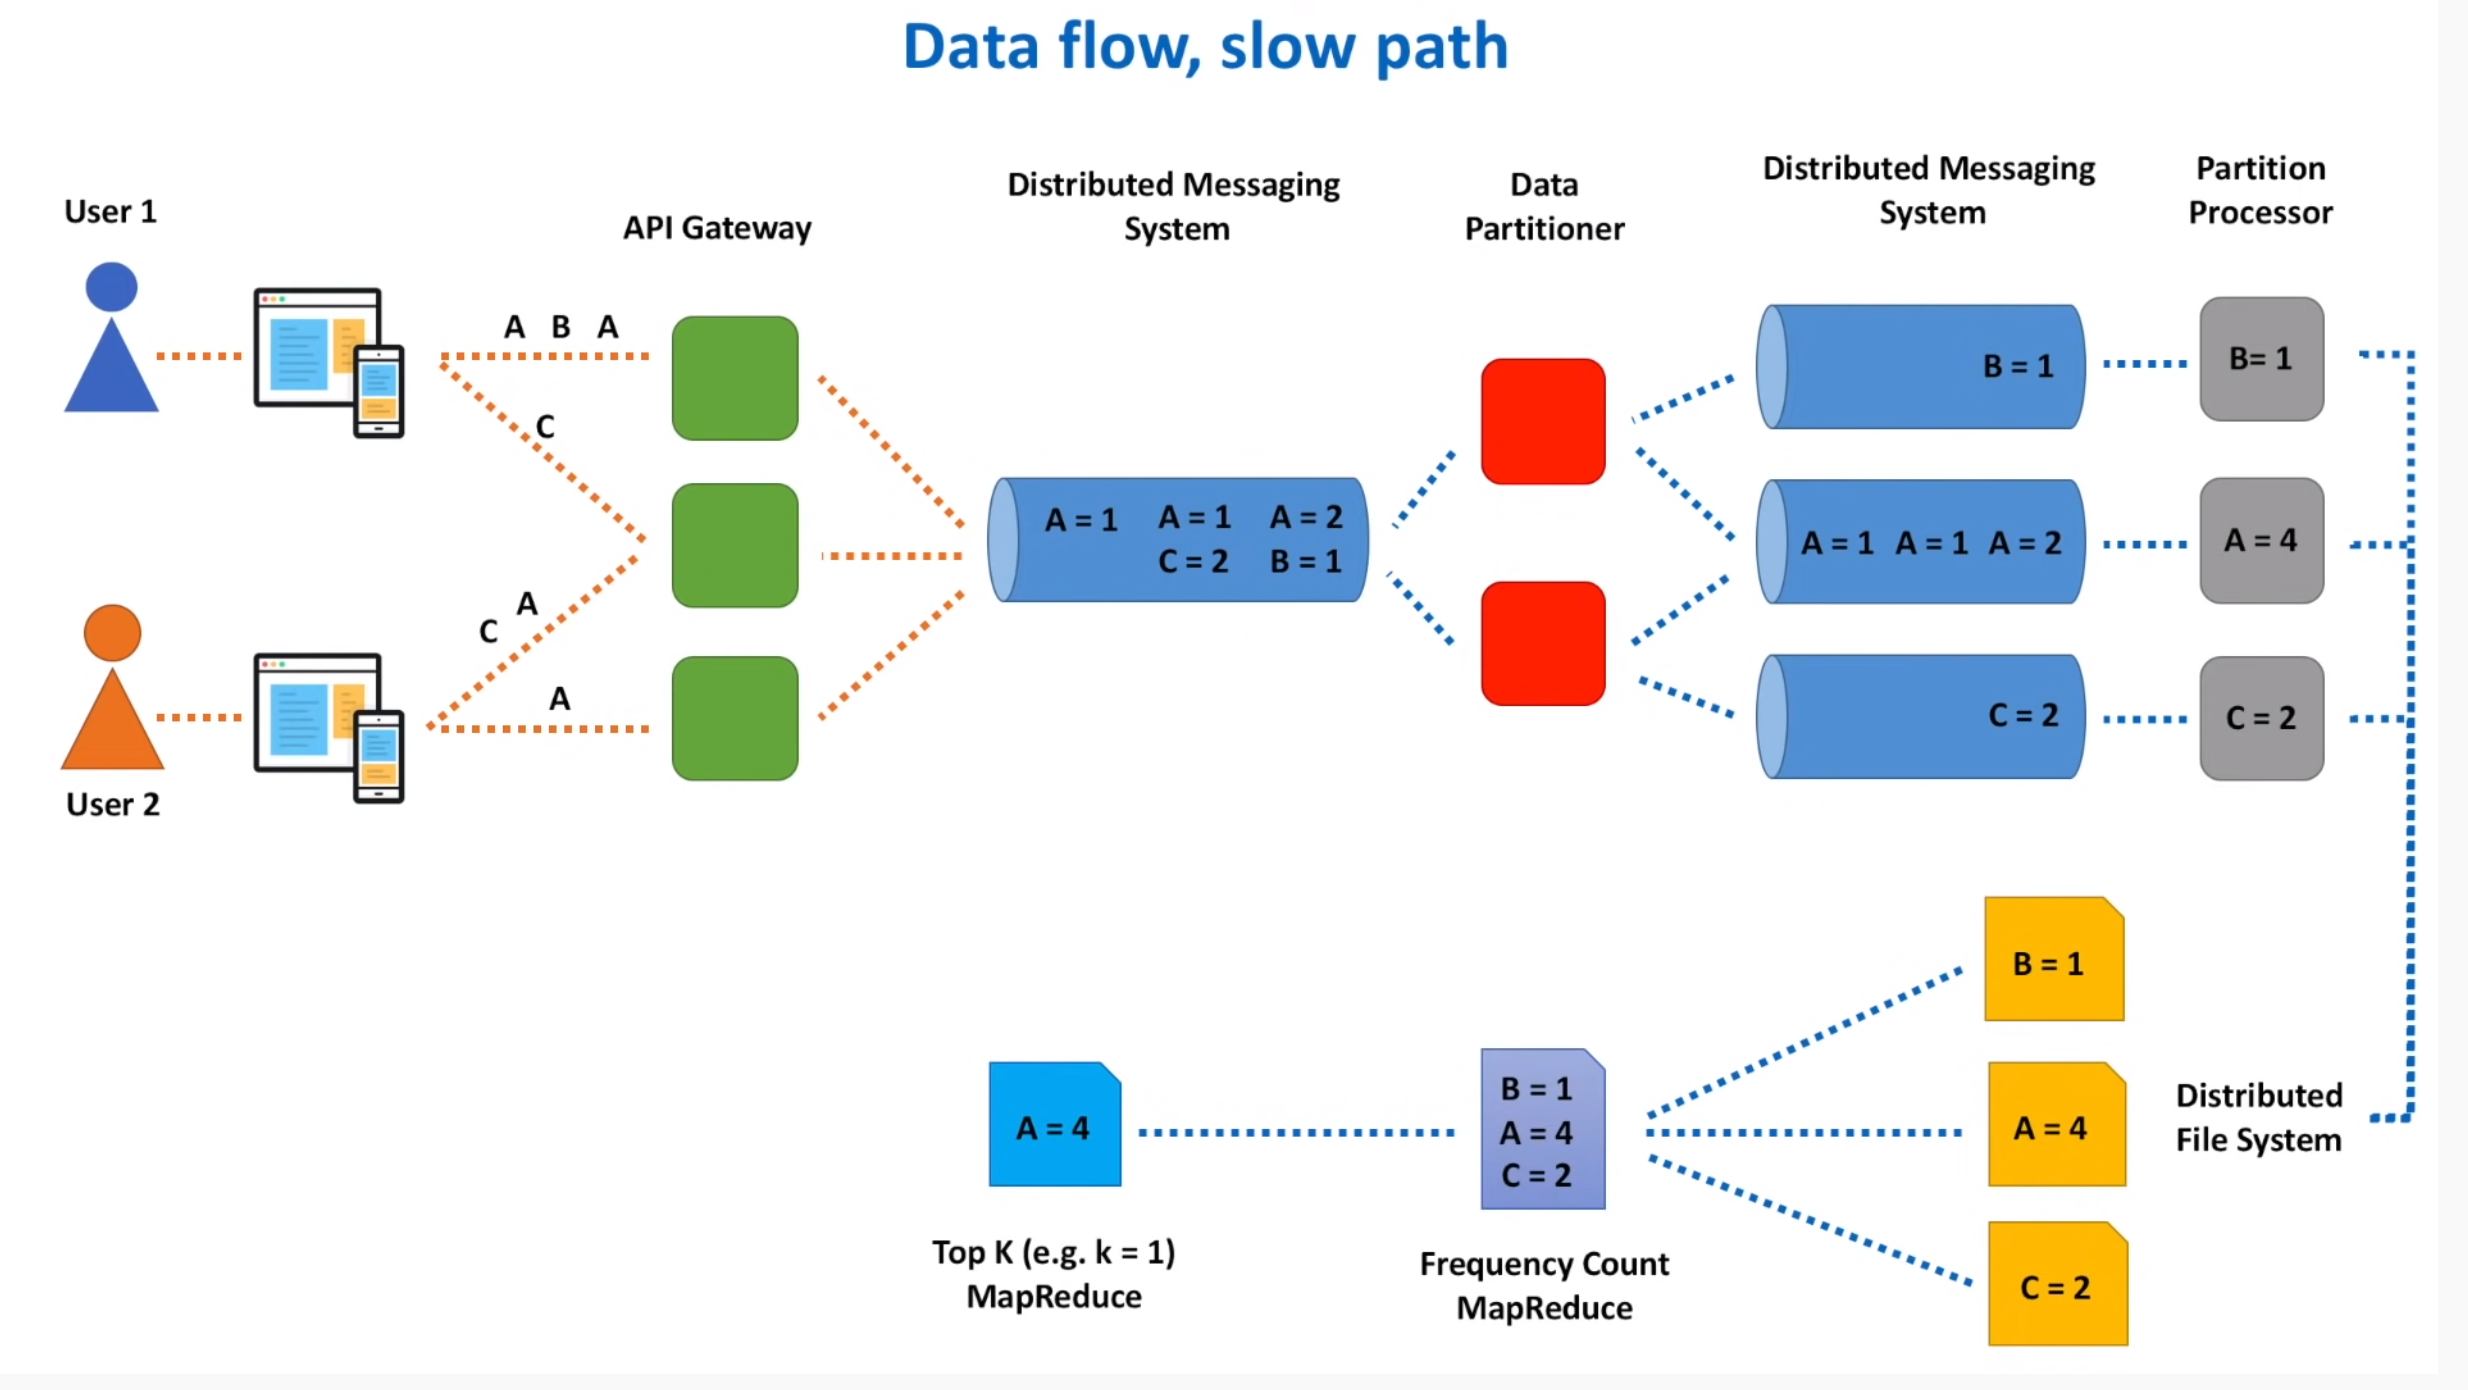 Data flow, slow path
User 1
API Gateway
Distributed Messaging
System
Data
Partitioner
Distributed Messaging
System
Partition
Processor
A B A
C
C
A
A
User 2
A = 1 A = 1 A = 2
C = 2 B = 1
B = 1
A = 1 A = 1 A = 2
C = 2
B= 1
A = 4
C = 2
B = 1
A = 4
C = 2
Distributed
File System
B = 1
A = 4
C = 2
Frequency Count
MapReduce
A = 4
Top K (e.g. k = 1)
MapReduce